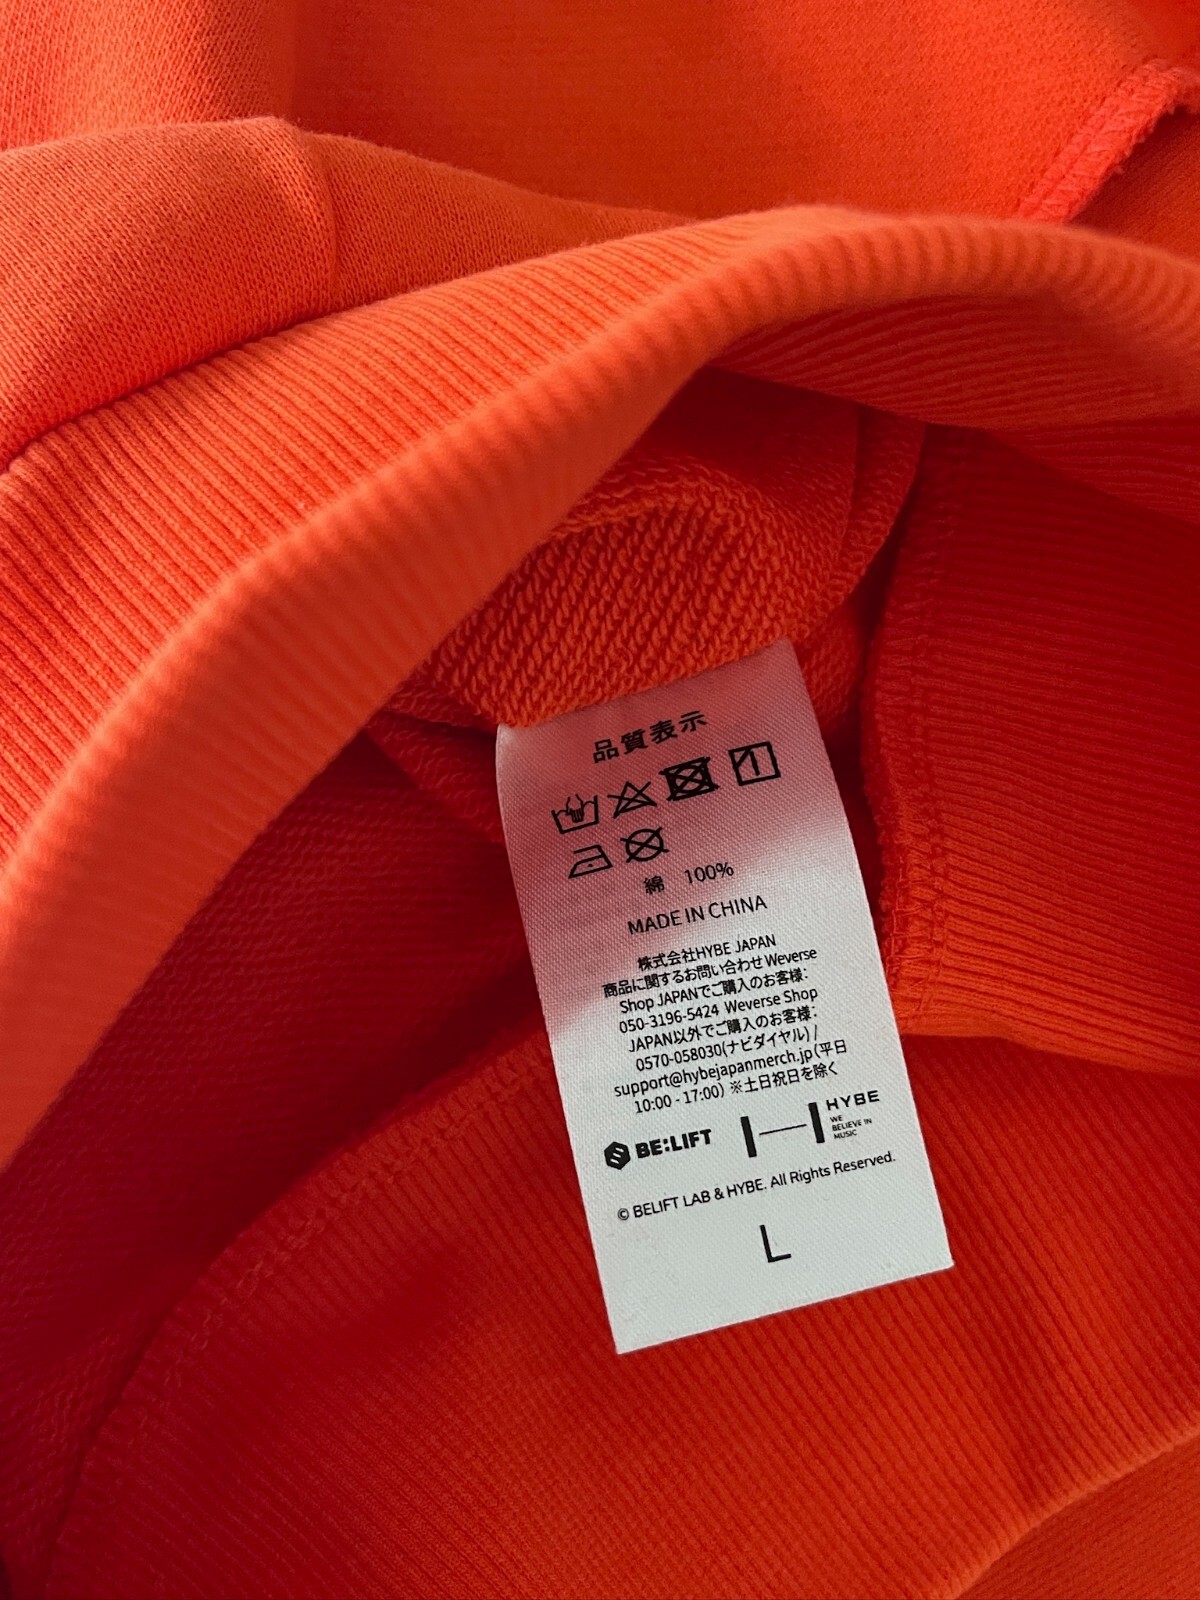 品質表示
綿 100%
MADE IN CHINA
株式会社HYBE JAPAN
商品に関するお問い合わせ Weverse
Shop JAPANでご購入のお客様:
050-3196-5424 Weverse Shop
JAPAN以外でご購入のお客様:
0570-058030(ナビダイヤル) /
support@hybejapanmerch.jp(平日
10:00 - 17:00) ※土日祝日を除く
BE:LIFT
HYBE
WE
BELIEVE IN
MUSIC
© BELIFT LAB & HYBE. All Rights Reserved.
L